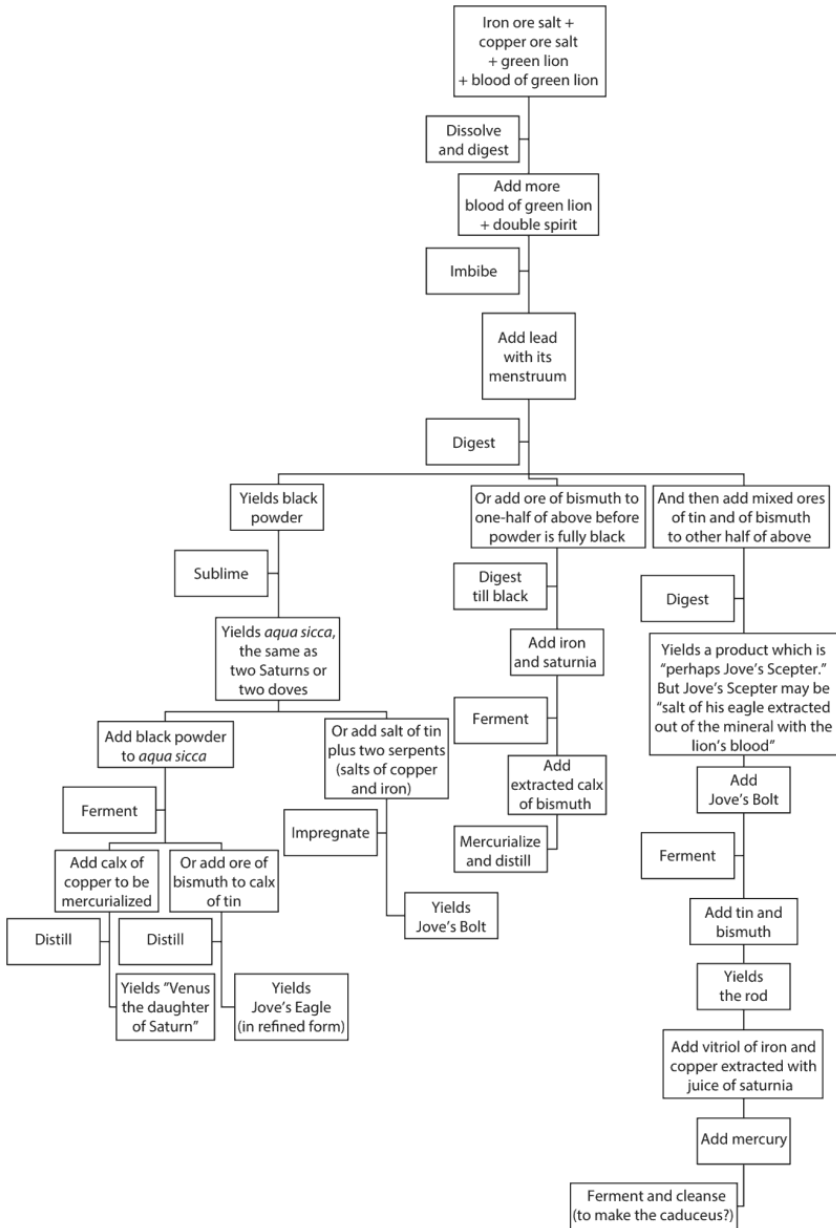 Iron ore salt +
copper ore salt
+ green lion
+ blood of green lion
Dissolve
and digest
Add more
blood of green lion
+ double spirit
Imbibe
Add lead
with its
menstruum
Digest
Yields black
powder
Sublime
Yields aqua sicca,
the same as
two Saturns or
two doves
Add black powder
to aqua sicca
Ferment
Add calx of
copper to be
mercurialized
Distill
Yields “Venus
the daughter
of Saturn”
Or add ore of
bismuth to calx
of tin
Distill
Yields
Jove’s Eagle
(in refined form)
Or add salt of tin
plus two serpents
(salts of copper
and iron)
Impregnate
Yields
Jove’s Bolt
Or add ore of bismuth to
one-half of above before
powder is fully black
Digest
till black
Add iron
and saturnia
Ferment
Add
extracted calx
of bismuth
Mercurialize
and distill
And then add mixed ores
of tin and of bismuth
to other half of above
Digest
Yields a product which is
“perhaps Jove’s Scepter.”
But Jove’s Scepter may be
“salt of his eagle extracted
out of the mineral with the
lion’s blood”
Add
Jove’s Bolt
Ferment
Add tin and
bismuth
Yields
the rod
Add vitriol of iron and
copper extracted with
juice of saturnia
Add mercury
Ferment and cleanse
(to make the caduceus?)